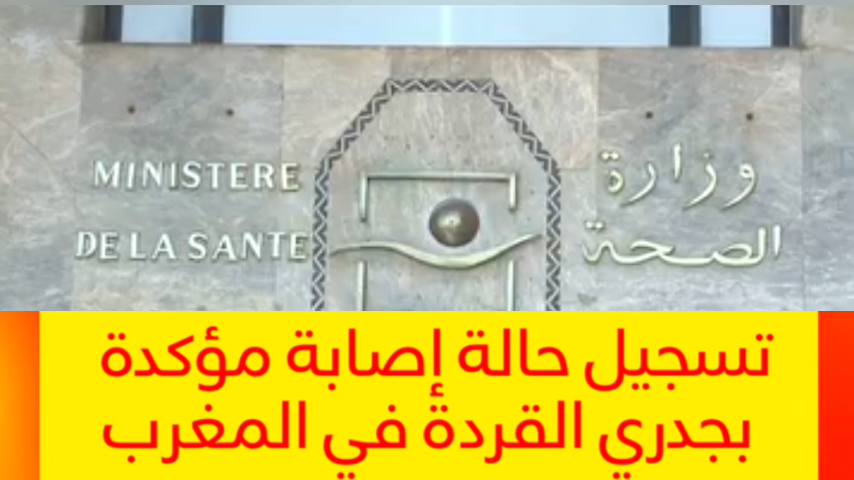 MINISTERE
DE LA SANTE
وزارة
الصحة
تسجيل حالة إصابة مؤكدة
بجدري القردة في المغرب